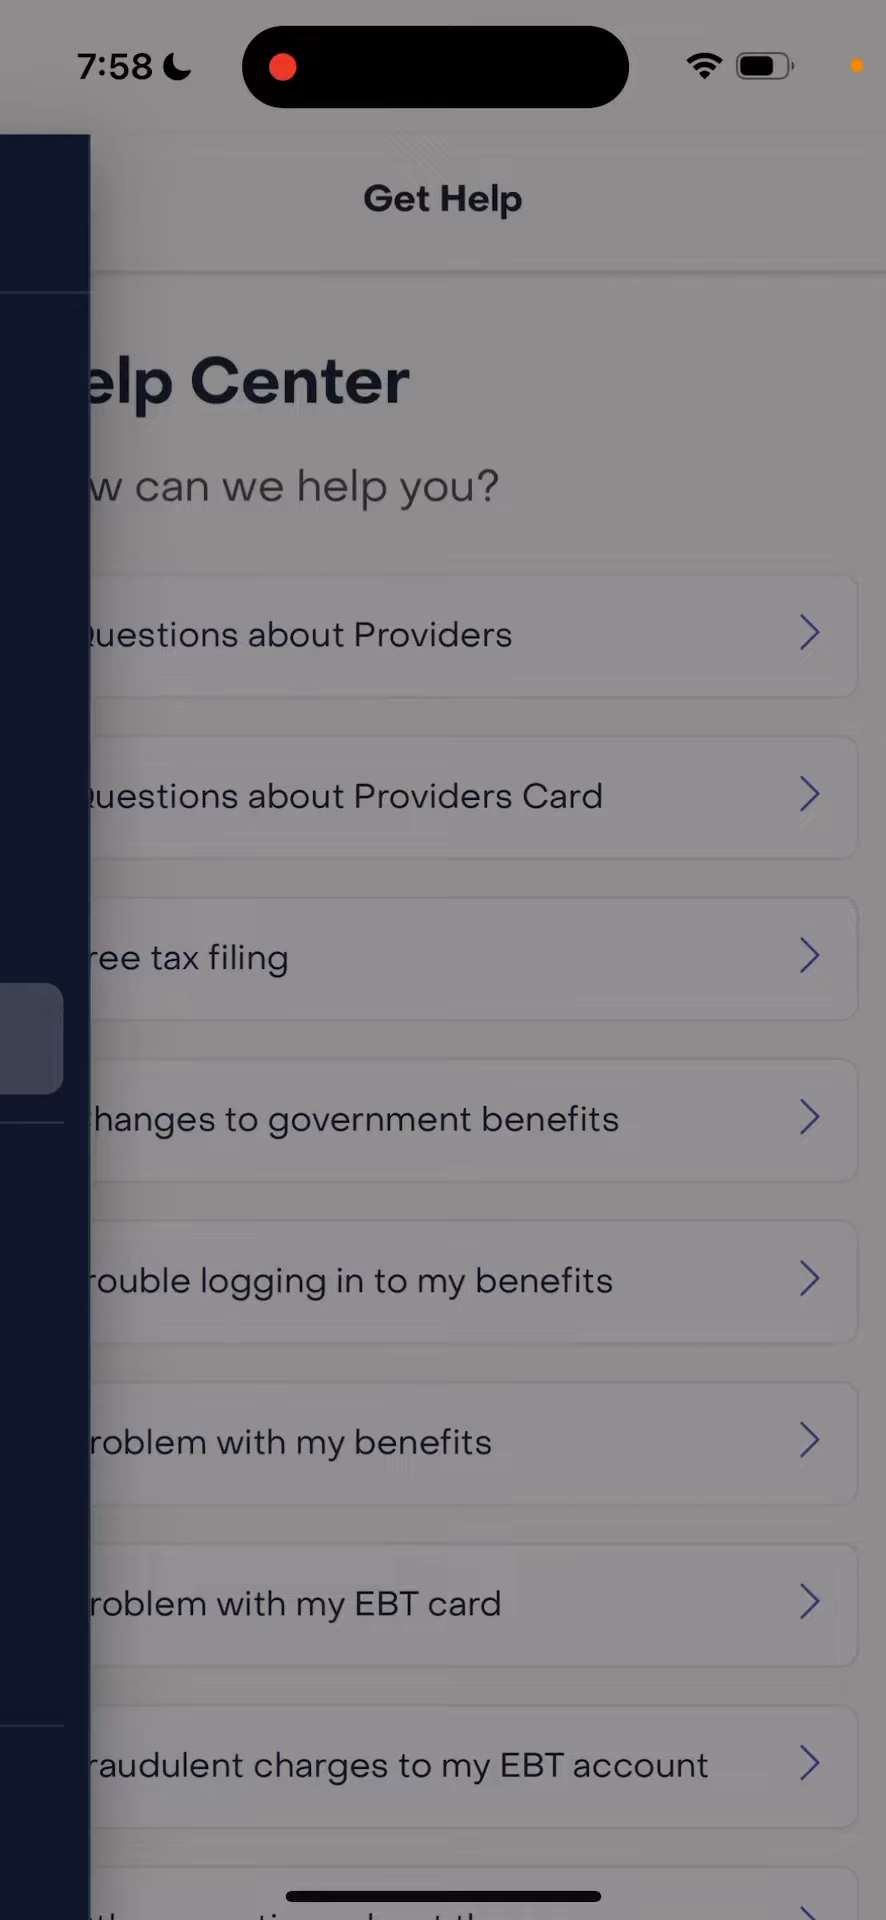 7:58
Get Help
elp Center
w can we help you?
Questions about Providers
Questions about Providers Card
ree tax filing
hanges to government benefits
rouble logging in to my benefits
roblem with my benefits
roblem with my EBT card
raudulent charges to my EBT account